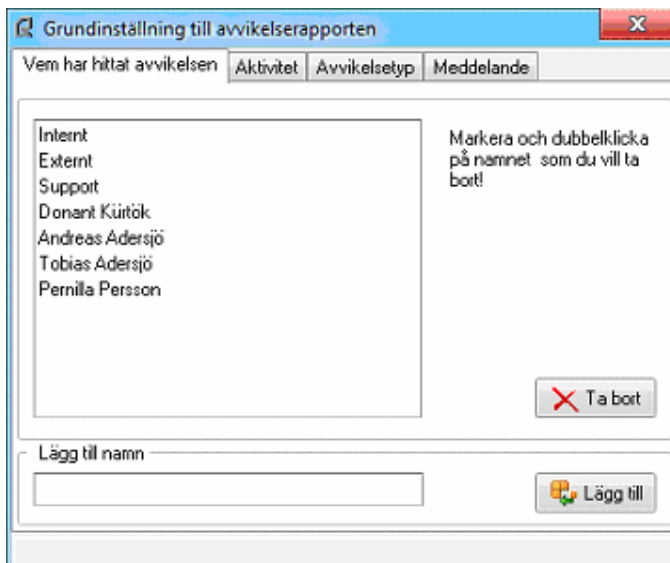 Grundinställning till avvikelserapporten
Vem har hittat avvikelsen
Aktivitet
Avvikelsetyp
Meddelande
Internt
Externt
Support
Donant Kürtök
Andreas Adersjö
Tobias Adersjö
Pernilla Persson
Markera och dubbelklicka
på namnet som du vill ta
bort!
Ta bort
Lägg till namn
Lägg till